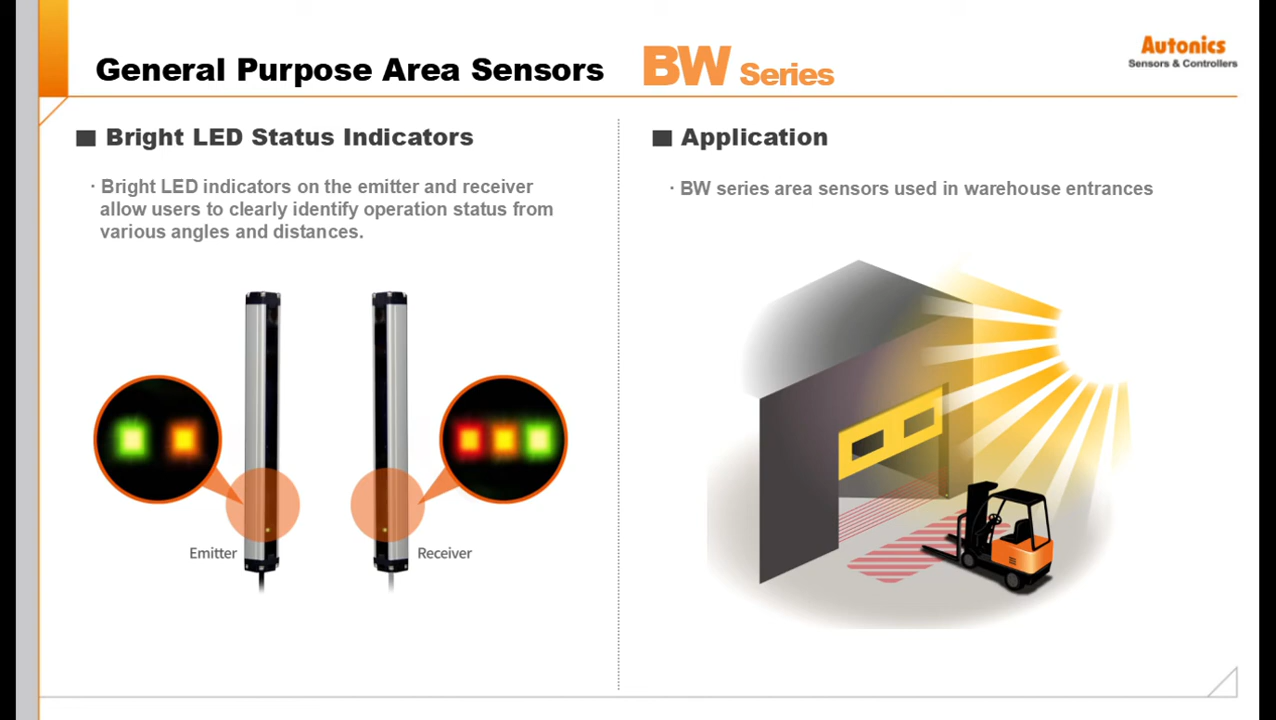 General Purpose Area Sensors BW Series
Autonics
Sensors & Controllers
■ Bright LED Status Indicators
· Bright LED indicators on the emitter and receiver
allow users to clearly identify operation status from
various angles and distances.
Emitter
Receiver
■ Application
· BW series area sensors used in warehouse entrances